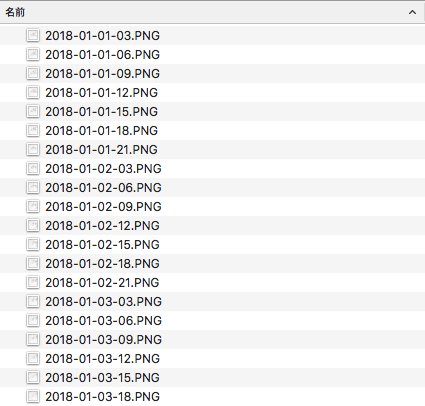 名前
2018-01-01-03.PNG
2018-01-01-06.PNG
2018-01-01-09.PNG
2018-01-01-12.PNG
2018-01-01-15.PNG
2018-01-01-18.PNG
2018-01-01-21.PNG
2018-01-02-03.PNG
2018-01-02-06.PNG
2018-01-02-09.PNG
2018-01-02-12.PNG
2018-01-02-15.PNG
2018-01-02-18.PNG
2018-01-02-21.PNG
2018-01-03-03.PNG
2018-01-03-06.PNG
2018-01-03-09.PNG
2018-01-03-12.PNG
2018-01-03-15.PNG
2018-01-03-18.PNG